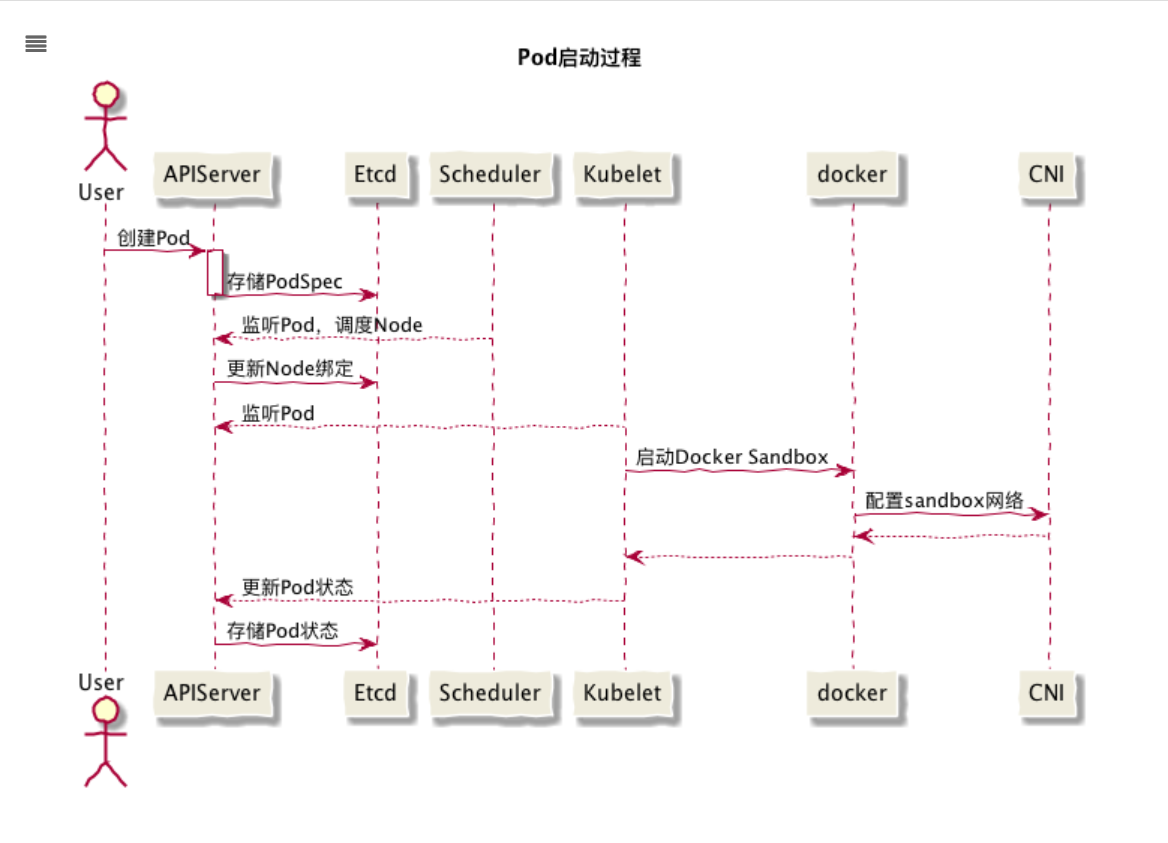 Pod启动过程
User
APIServer
Etcd
Scheduler
Kubelet
docker
CNI
创建Pod
存储PodSpec
监听Pod，调度Node
更新Node绑定
监听Pod
启动Docker Sandbox
配置sandbox网络
更新Pod状态
存储Pod状态
User
APIServer
Etcd
Scheduler
Kubelet
docker
CNI